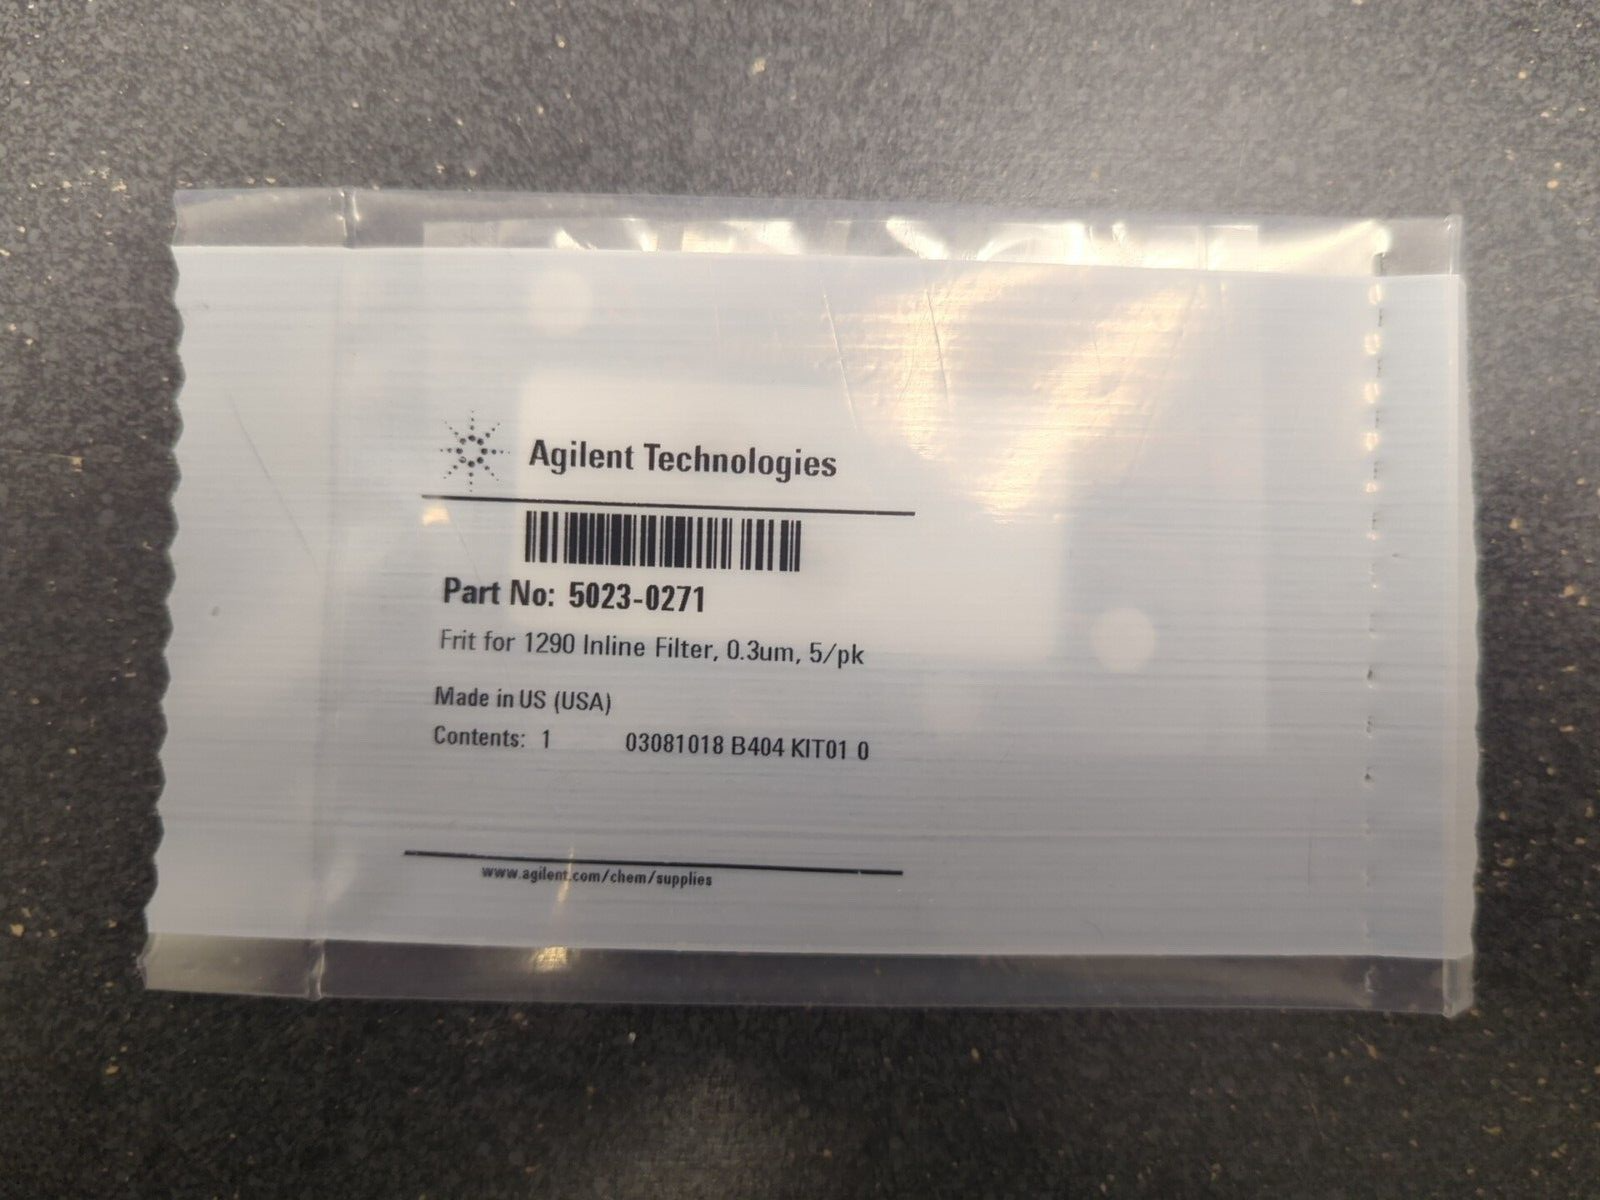 Agilent Technologies
Part No: 5023-0271
Frit for 1290 Inline Filter, 0.3um, 5/pk
Made in US (USA)
Contents: 1 03081018 B404 KIT01 0
www.agilent.com/chem/supplies